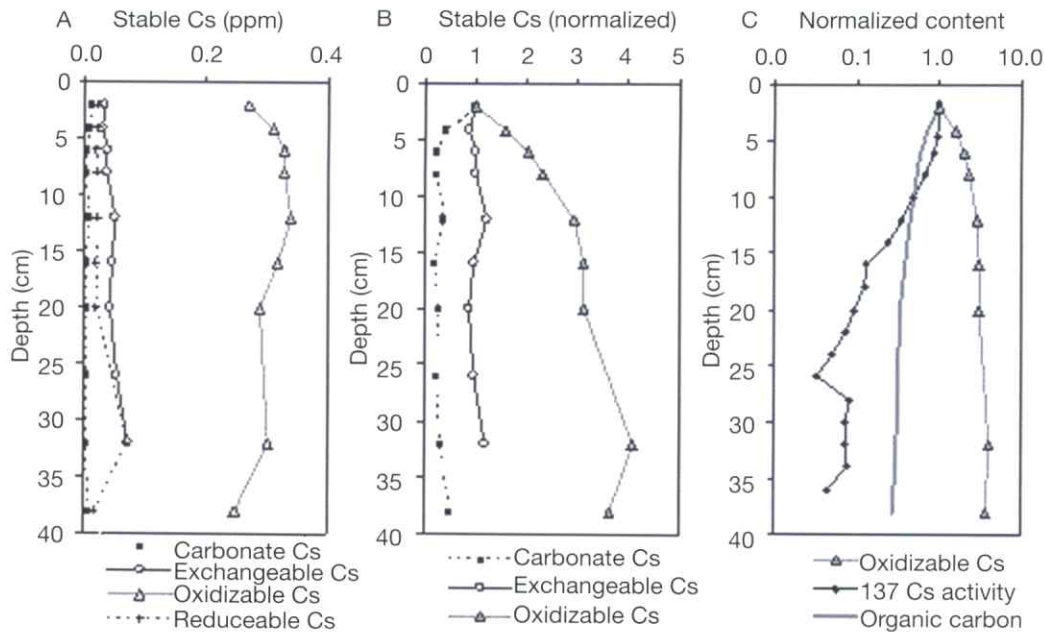 A Stable Cs (ppm)
0.0 0.2 0.4
0
5
10
15
20
25
30
35
40
Depth (cm)
Carbonate Cs
Exchangeable Cs
Oxidizable Cs
Reduceable Cs
B Stable Cs (normalized)
0 1 2 3 4 5
0
5
10
15
20
25
30
35
40
Depth (cm)
Carbonate Cs
Exchangeable Cs
Oxidizable Cs
C Normalized content
0.0 0.1 1.0 10.0
0
5
10
15
20
25
30
35
40
Depth (cm)
Oxidizable Cs
137 Cs activity
Organic carbon